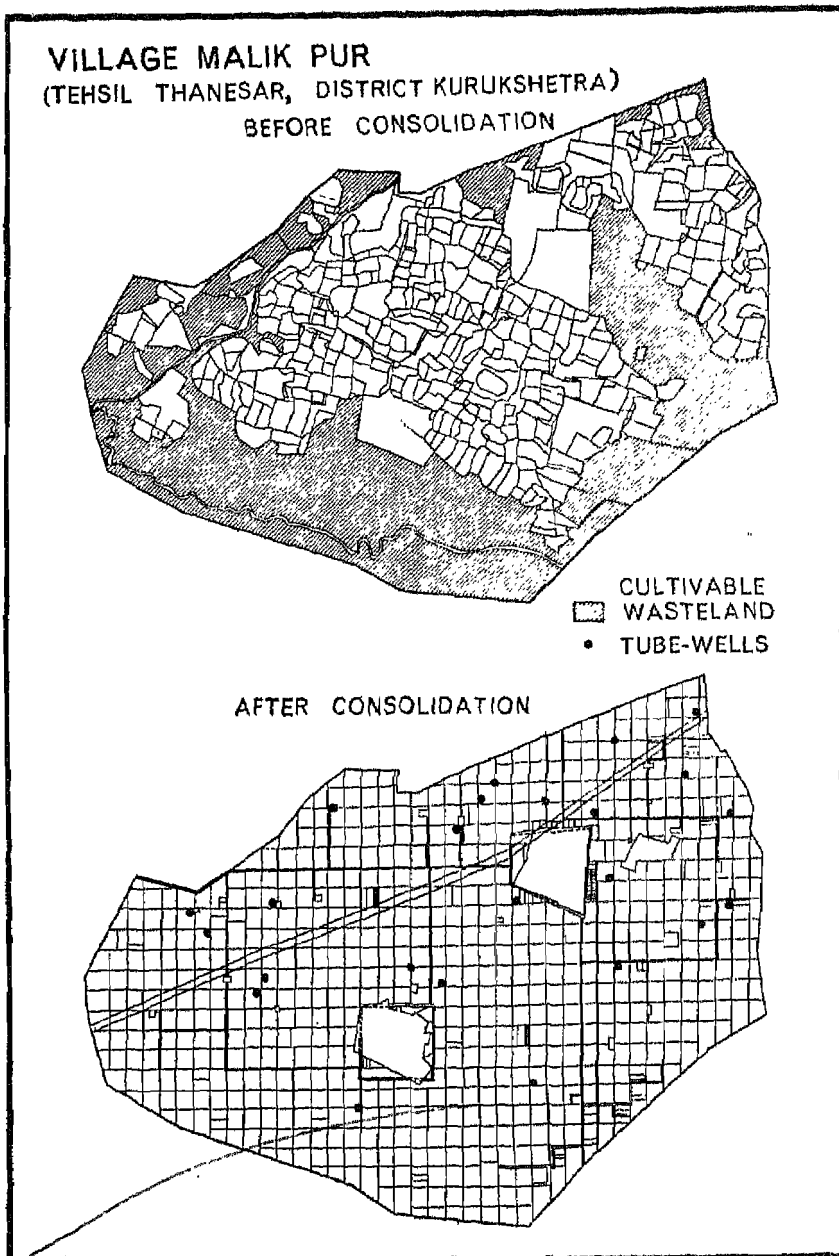 VILLAGE MALIK PUR
(TEHSIL THANESAR, DISTRICT KURUKSHETRA)
BEFORE CONSOLIDATION
CULTIVABLE
WASTELAND
TUBE-WELLS
AFTER CONSOLIDATION